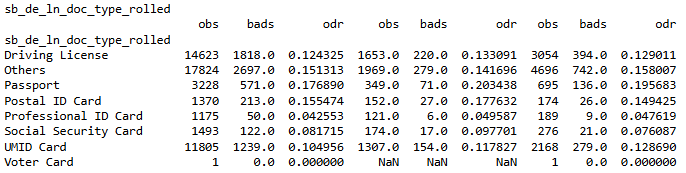 sb_de_ln_doc_type_rolled
obs bads odr obs bads odr obs bads odr
sb_de_ln_doc_type_rolled
Driving License 14623 1818.0 0.124325 1653.0 220.0 0.133091 3054 394.0 0.129011
Others 17824 2697.0 0.151313 1969.0 279.0 0.141696 4696 742.0 0.158007
Passport 3228 571.0 0.176890 349.0 71.0 0.203438 695 136.0 0.195683
Postal ID Card 1370 213.0 0.155474 152.0 27.0 0.177632 174 26.0 0.149425
Professional ID Card 1175 50.0 0.042553 121.0 6.0 0.049587 189 9.0 0.047619
Social Security Card 1493 122.0 0.081715 174.0 17.0 0.097701 276 21.0 0.076087
UMID Card 11805 1239.0 0.104956 1307.0 154.0 0.117827 2168 279.0 0.128690
Voter Card 1 0.0 0.000000 NaN NaN NaN 1 0.0 0.000000